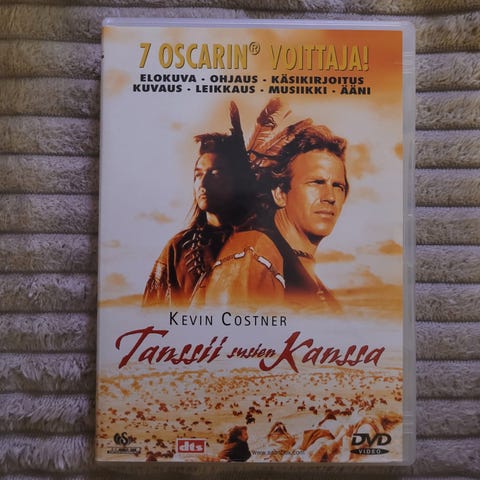 7 OSCARIN® VOITTAJA!
ELOKUVA · OHJAUS · KÄSIKIRJOITUS
KUVAUS · LEIKKAUS · MUSIIKKI · ÄÄNI
KEVIN COSTNER
Tanssii susien Kanssa
dts
DVD
VIDEO